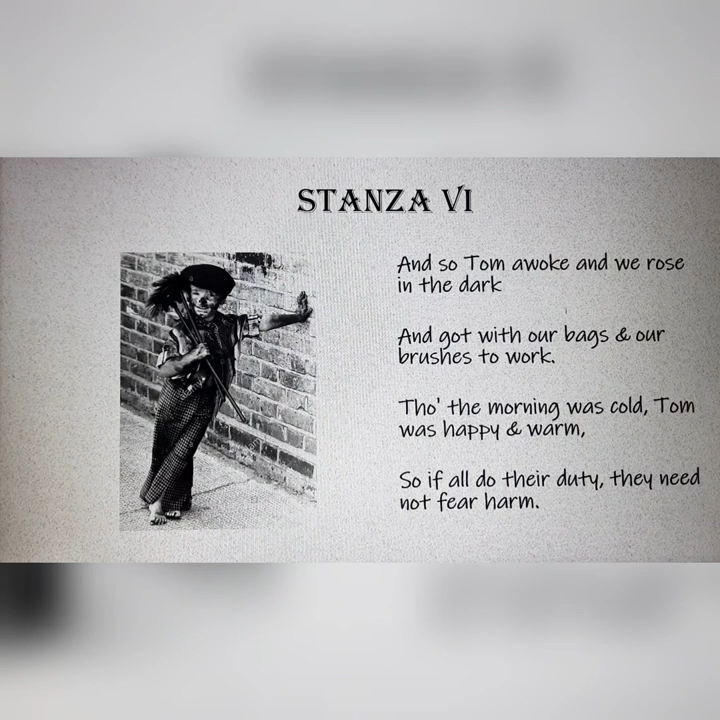 STANZA VI
And so Tom awoke and we rose
in the dark
And got with our bags & our
brushes to work.
Tho' the morning was cold, Tom
was happy & warm,
So if all do their duty, they need
not fear harm.